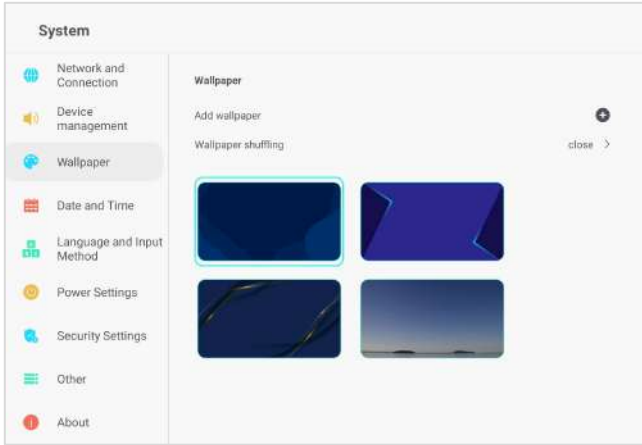 System
Network and
Connection
Device
management
Wallpaper
Date and Time
Language and Input
Method
Power Settings
Security Settings
Other
About
Wallpaper
Add wallpaper
Wallpaper shuffling
close >